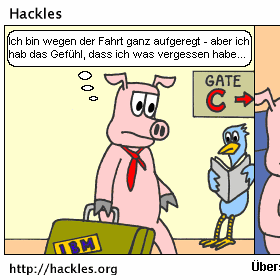 Hackles
Ich bin wegen der Fahrt ganz aufgeregt - aber ich
hab das Gefühl, dass ich was vergessen habe...
GATE
C
IBM
http://hackles.org
Übers